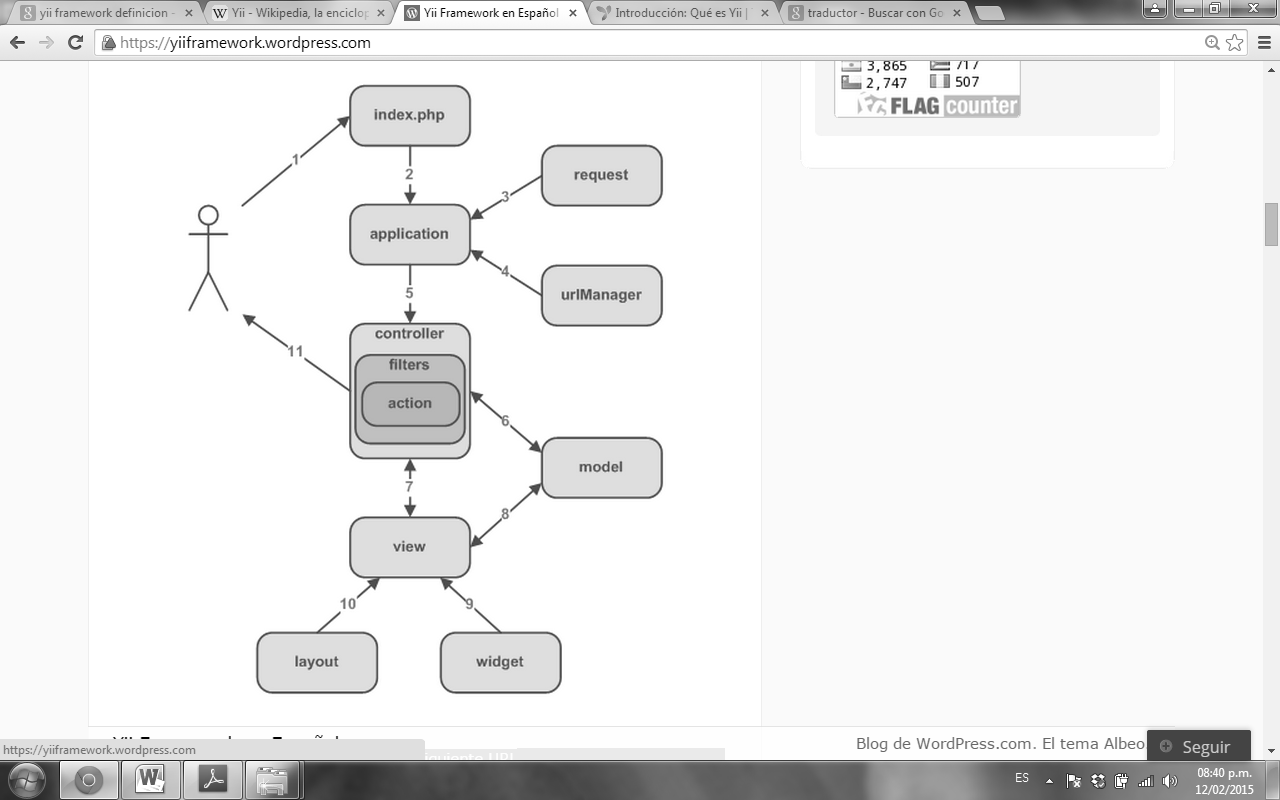 yii framework definicion -
Yii - Wikipedia, la enciclop
Yii Framework en Español
Introducción: Qué es Yii |
traductor - Buscar con Go
https://yiiframework.wordpress.com
3,865 717
2,747 507
FLAG counter
index.php
1
2
request
3
application
4
urlManager
5
controller
filters
action
11
6
model
7
8
view
10
9
layout
widget
https://yiiframework.wordpress.com
siguiente URL
Blog de WordPress.com. El tema Albeo.
Seguir
ES
08:40 p.m.
12/02/2015